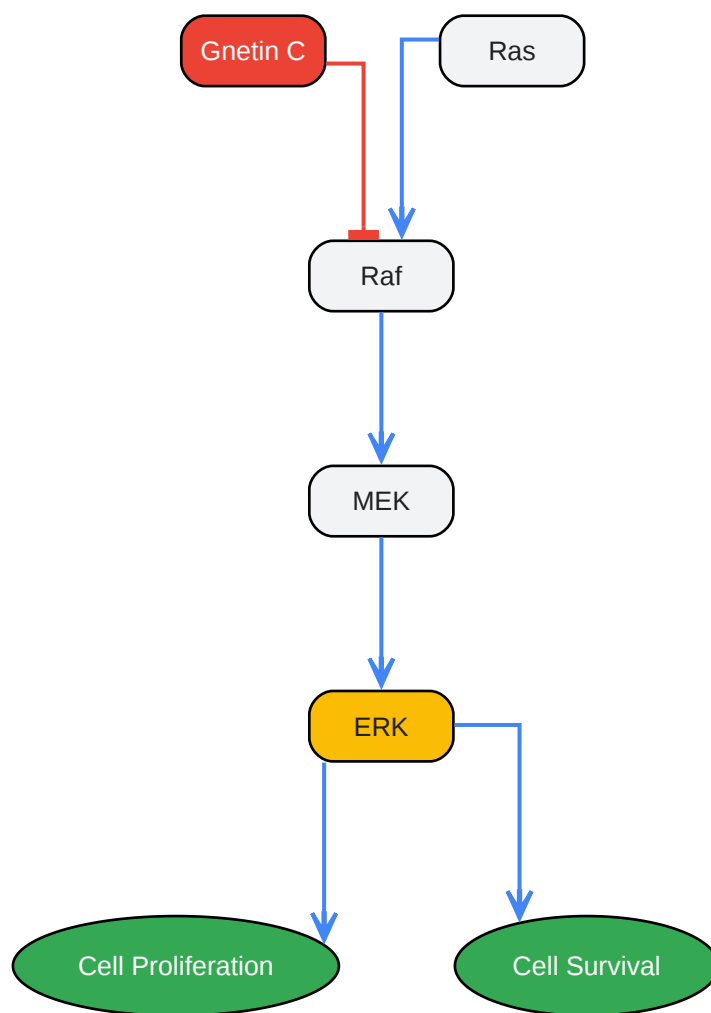 Gnetin C
Ras
Raf
MEK
ERK
Cell Proliferation
Cell Survival